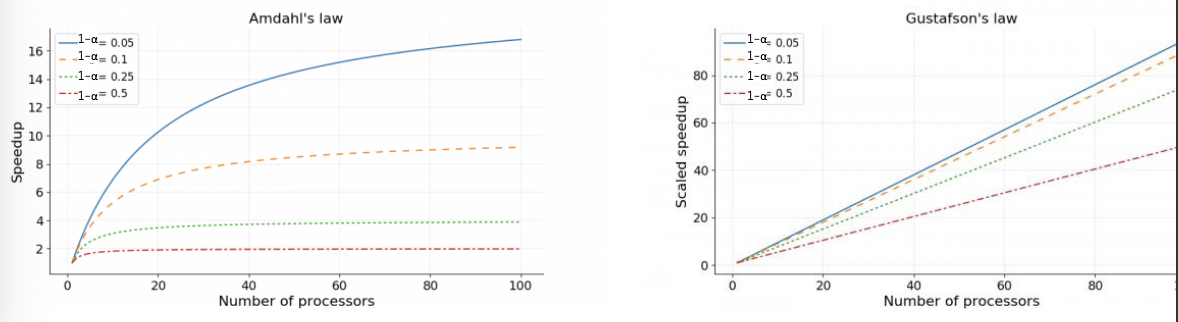 Amdahl's law
1-α = 0.05
1-α = 0.1
1-α = 0.25
1-α = 0.5
16
14
12
10
8
6
4
2
Speedup
0 20 40 60 80 100
Number of processors
Gustafson's law
1-α = 0.05
1-α = 0.1
1-α = 0.25
1-α = 0.5
80
60
40
20
0
Scaled speedup
0 20 40 60 80
Number of processors